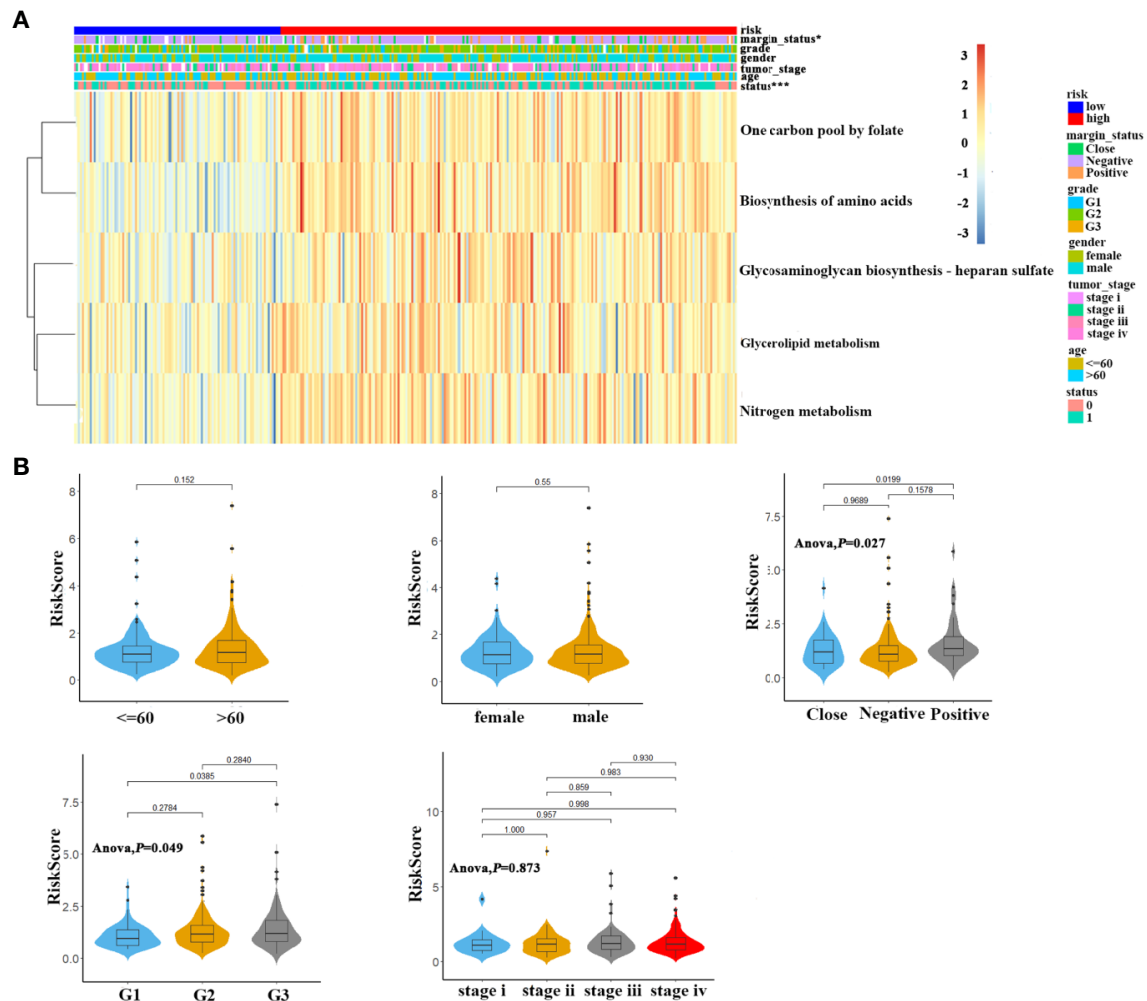 A
risk
margin_status*
grade
gender
tumor_stage
age
status***
One carbon pool by folate
Biosynthesis of amino acids
Glycosaminoglycan biosynthesis - heparan sulfate
Glycerolipid metabolism
Nitrogen metabolism
3
2
1
0
-1
-2
-3
risk
low
high
margin_status
Close
Negative
Positive
grade
G1
G2
G3
gender
female
male
tumor_stage
stage i
stage ii
stage iii
stage iv
age
<=60
>60
status
0
1
B
RiskScore
8
6
4
2
0
0.152
<=60
>60
RiskScore
8
6
4
2
0
0.55
female
male
RiskScore
7.5
5.0
2.5
0.0
0.0199
0.9689
0.1578
Anova,P=0.027
Close
Negative
Positive
RiskScore
7.5
5.0
2.5
0.0
0.2840
0.0385
0.2784
Anova,P=0.049
G1
G2
G3
RiskScore
10
5
0
0.930
0.983
0.859
0.998
0.957
1.000
Anova,P=0.873
stage i
stage ii
stage iii
stage iv